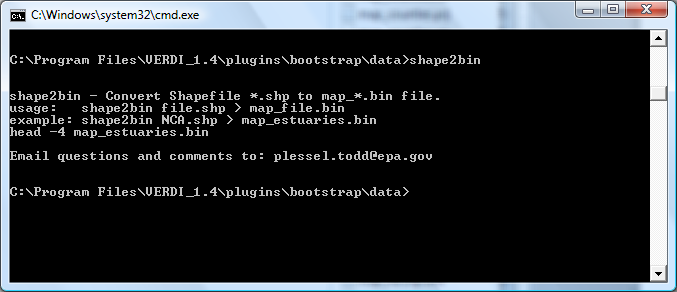 C:\Windows\system32\cmd.exe
C:\Program Files\VERDI_1.4\plugins\bootstrap\data>shape2bin
shape2bin - Convert Shapefile *.shp to map_*.bin file.
usage:   shape2bin file.shp > map_file.bin
example: shape2bin NCA.shp > map_estuaries.bin
head -4 map_estuaries.bin
Email questions and comments to: plessel.todd@epa.gov
C:\Program Files\VERDI_1.4\plugins\bootstrap\data>